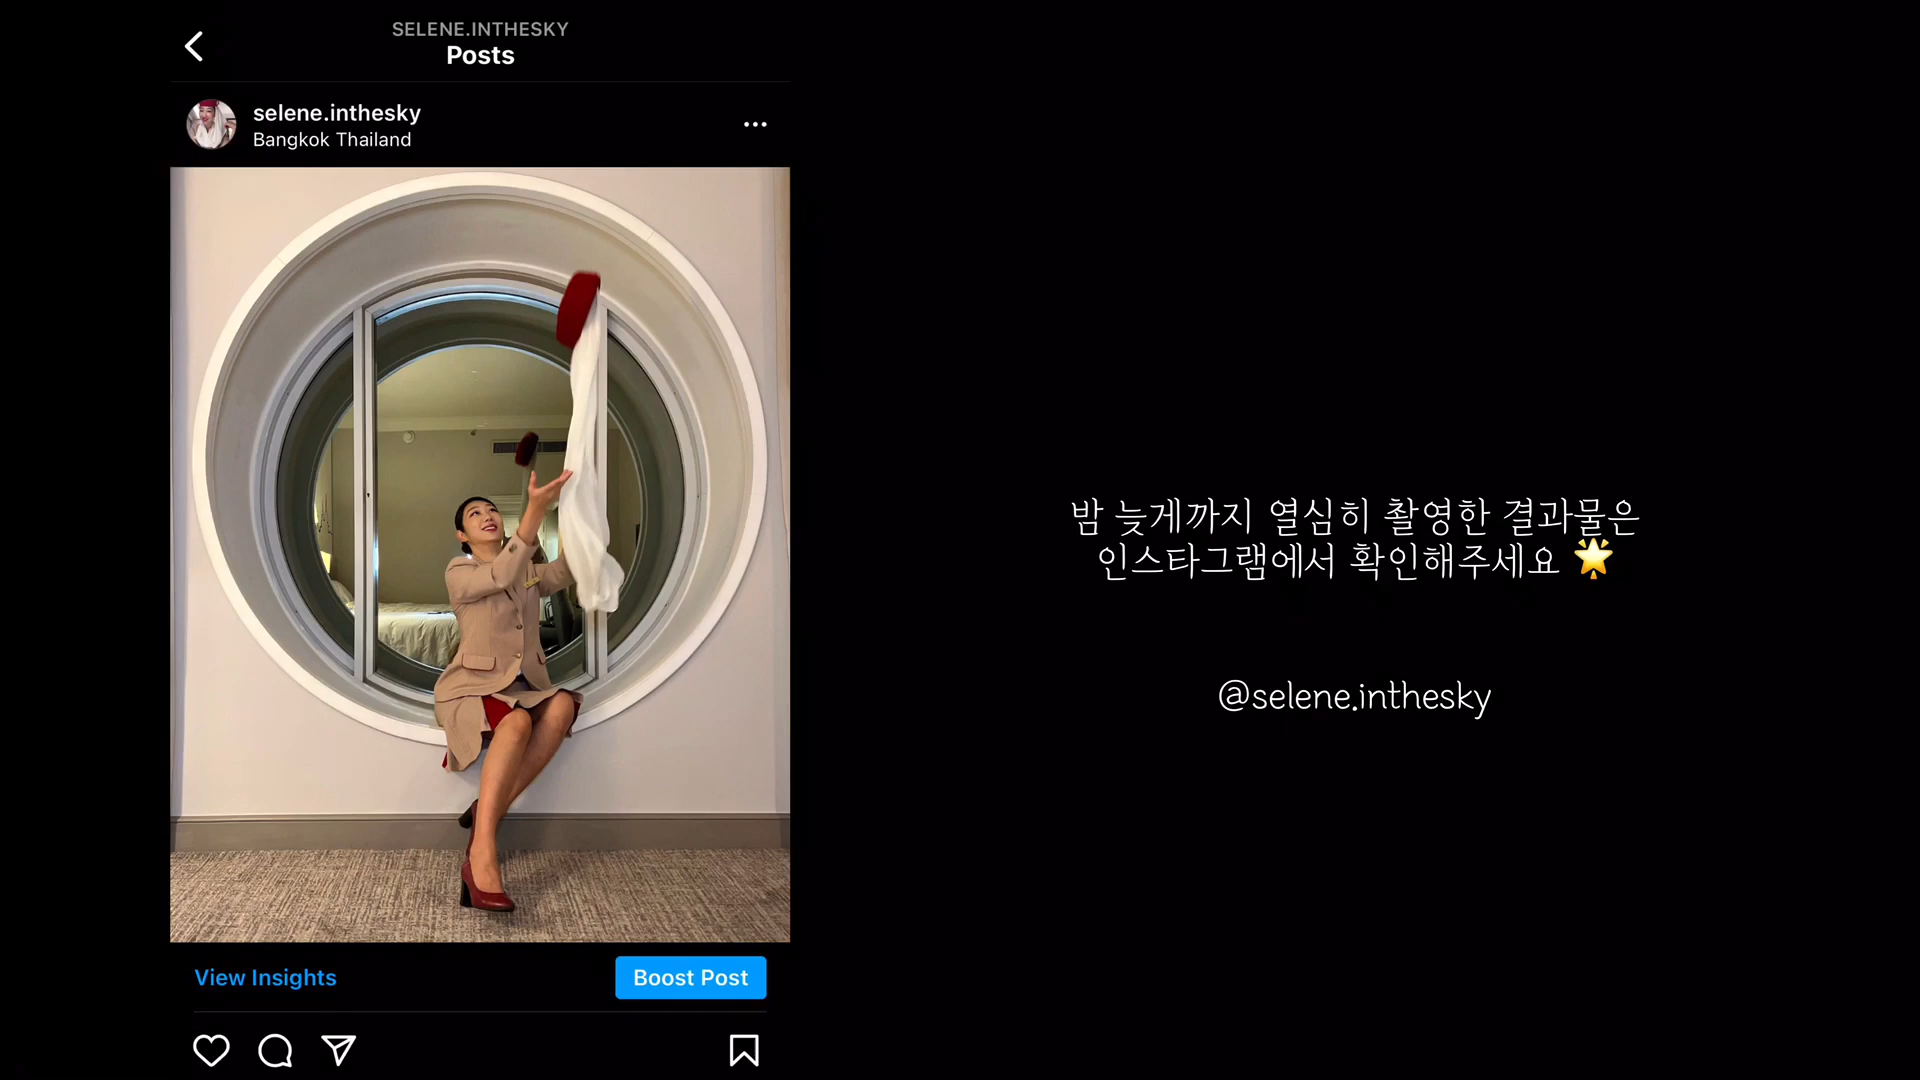 SELENE.INTHESKY
Posts
selene.inthesky
Bangkok Thailand
밤 늦게까지 열심히 촬영한 결과물은
인스타그램에서 확인해주세요 🌟
@selene.inthesky
View Insights
Boost Post